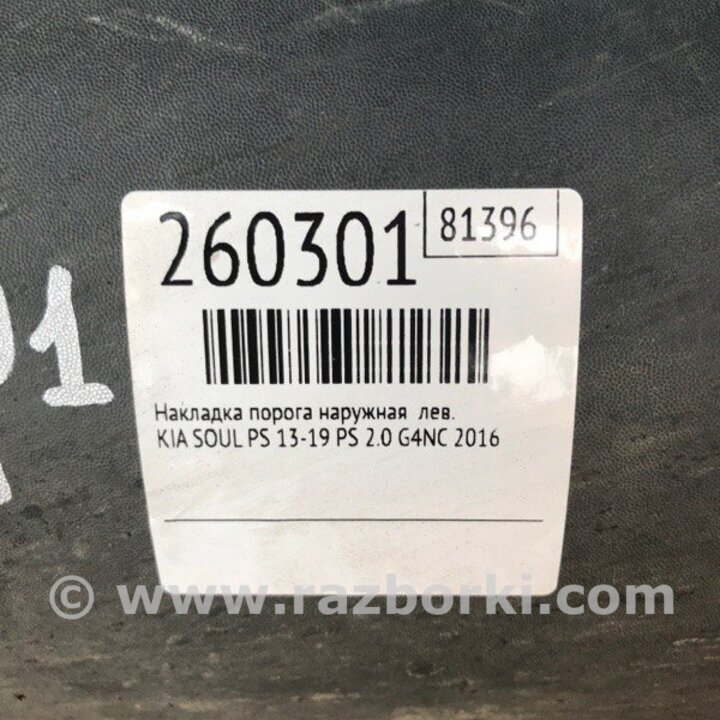 260301
81396
Накладка порога наружная лев.
KIA SOUL PS 13-19 PS 2.0 G4NC 2016
1
© www.razborki.com